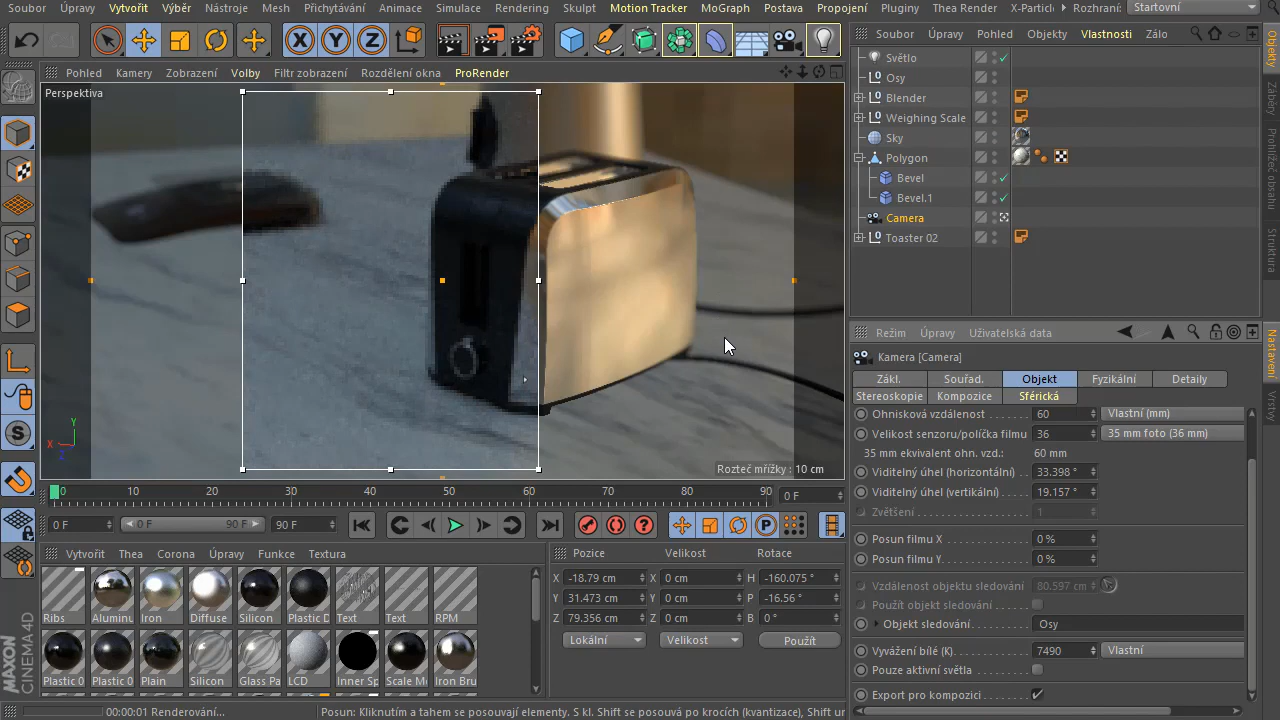 Soubor Úpravy Vytvořit Výběr Nástroje Mesh Přichytávání Animace Simulace Rendering Skulpt Motion Tracker MoGraph Postava Propojení Pluginy Thea Render X-Particl Rozhraní: Startovní
Pohled Kamery Zobrazení Volby Filtr zobrazení Rozdělení okna ProRender
Perspektiva
Rozteč mřížky : 10 cm
Y
X
Z
Soubor Úpravy Pohled Objekty Vlastnosti Zálo
Světlo
Osy
Blender
Weighing Scale
Sky
Polygon
Bevel
Bevel.1
Camera
Toaster 02
Objekty
Záběry
Prohlížeč obsahu
Struktura
Režim Úpravy Uživatelská data
Kamera [Camera]
Zákl. Souřad. Objekt Fyzikální Detaily
Stereoskopie Kompozice Sférická
Ohnisková vzdálenost 60 Vlastní (mm)
Velikost senzoru/políčka filmu 36 35 mm foto (36 mm)
35 mm ekvivalent ohn. vzd.: 60 mm
Viditelný úhel (horizontální) 33.398 °
Viditelný úhel (vertikální) 19.157 °
Zvětšení 1
Posun filmu X 0 %
Posun filmu Y 0 %
Vzdálenost objektu sledování 80.597 cm
Použít objekt sledování
Objekt sledování Osy
Vyvážení bílé (K) 7490 Vlastní
Pouze aktivní světla
Export pro kompozici
Nastavení
Vrstvy
0 10 20 30 40 50 60 70 80 90 0 F
0 F 0 F 90 F 90 F
Vytvořit Thea Corona Úpravy Funkce Textura
Ribs Aluminu Iron Diffuse Silicon Plastic D Text Text RPM
Plastic 0 Plastic 0 Plain Silicon Glass Pa LCD Inner Sp Scale M Iron Bru
Pozice Velikost Rotace
X -18.79 cm X 0 cm H -160.075 °
Y 31.473 cm Y 0 cm P -16.56 °
Z 79.356 cm Z 0 cm B 0 °
Lokální Velikost Použít
MAXON
CINEMA 4D
00:00:01 Renderování... Posun: Kliknutím a tahem se posouvají elementy. S kl. Shift se posouvá po krocích (kvantizace), Shift ur